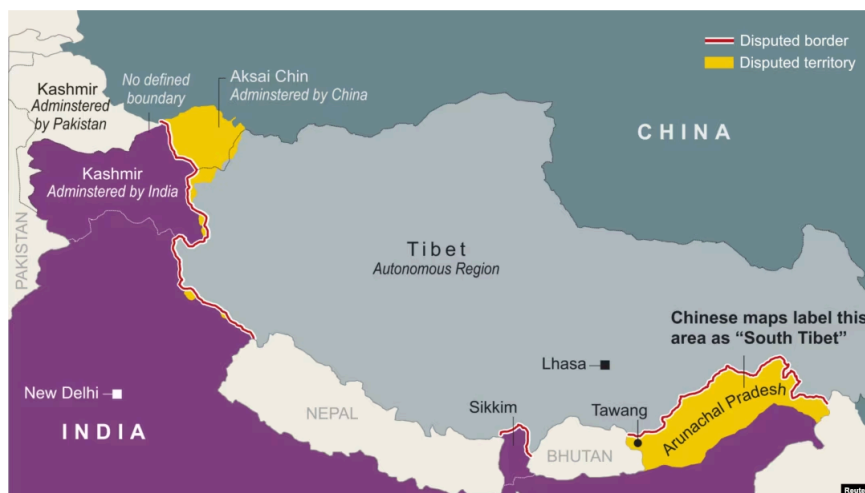 Disputed border
Disputed territory
No defined
boundary
Aksai Chin
Adminstered by China
Kashmir
Adminstered
by Pakistan
CHINA
Kashmir
Adminstered by India
PAKISTAN
Tibet
Autonomous Region
Chinese maps label this
area as “South Tibet”
Lhasa
New Delhi
NEPAL
Sikkim
Tawang
Arunachal Pradesh
INDIA
BHUTAN